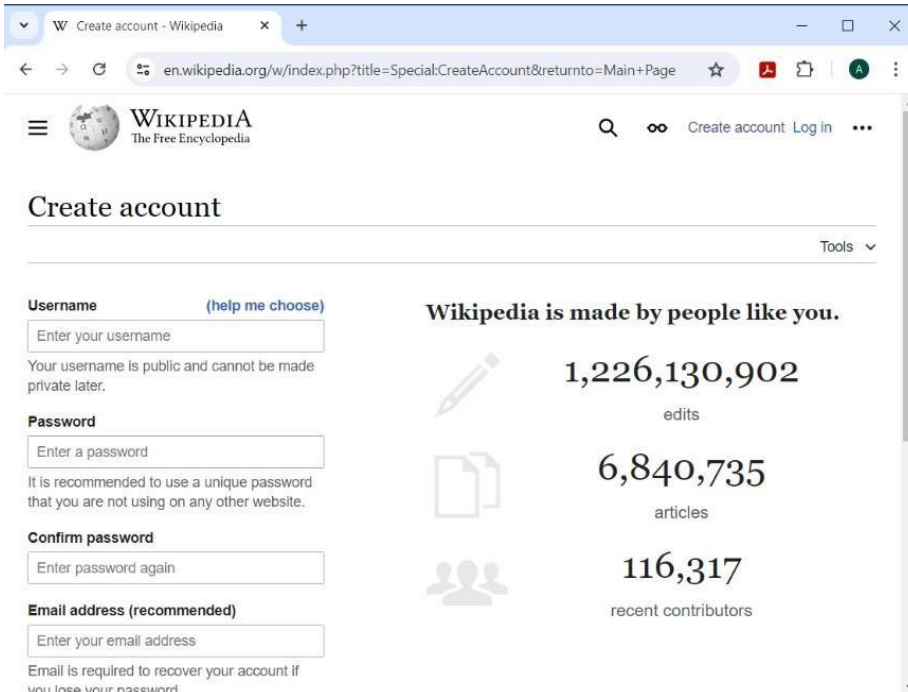 Create account - Wikipedia
en.wikipedia.org/w/index.php?title=Special:CreateAccount&returnto=Main+Page
A
WIKIPEDIA
The Free Encyclopedia
Create account Log in
Create account
Tools
Username (help me choose)
Enter your username
Your username is public and cannot be made
private later.
Password
Enter a password
It is recommended to use a unique password
that you are not using on any other website.
Confirm password
Enter password again
Email address (recommended)
Enter your email address
Email is required to recover your account if
you lose your password
Wikipedia is made by people like you.
1,226,130,902
edits
6,840,735
articles
116,317
recent contributors